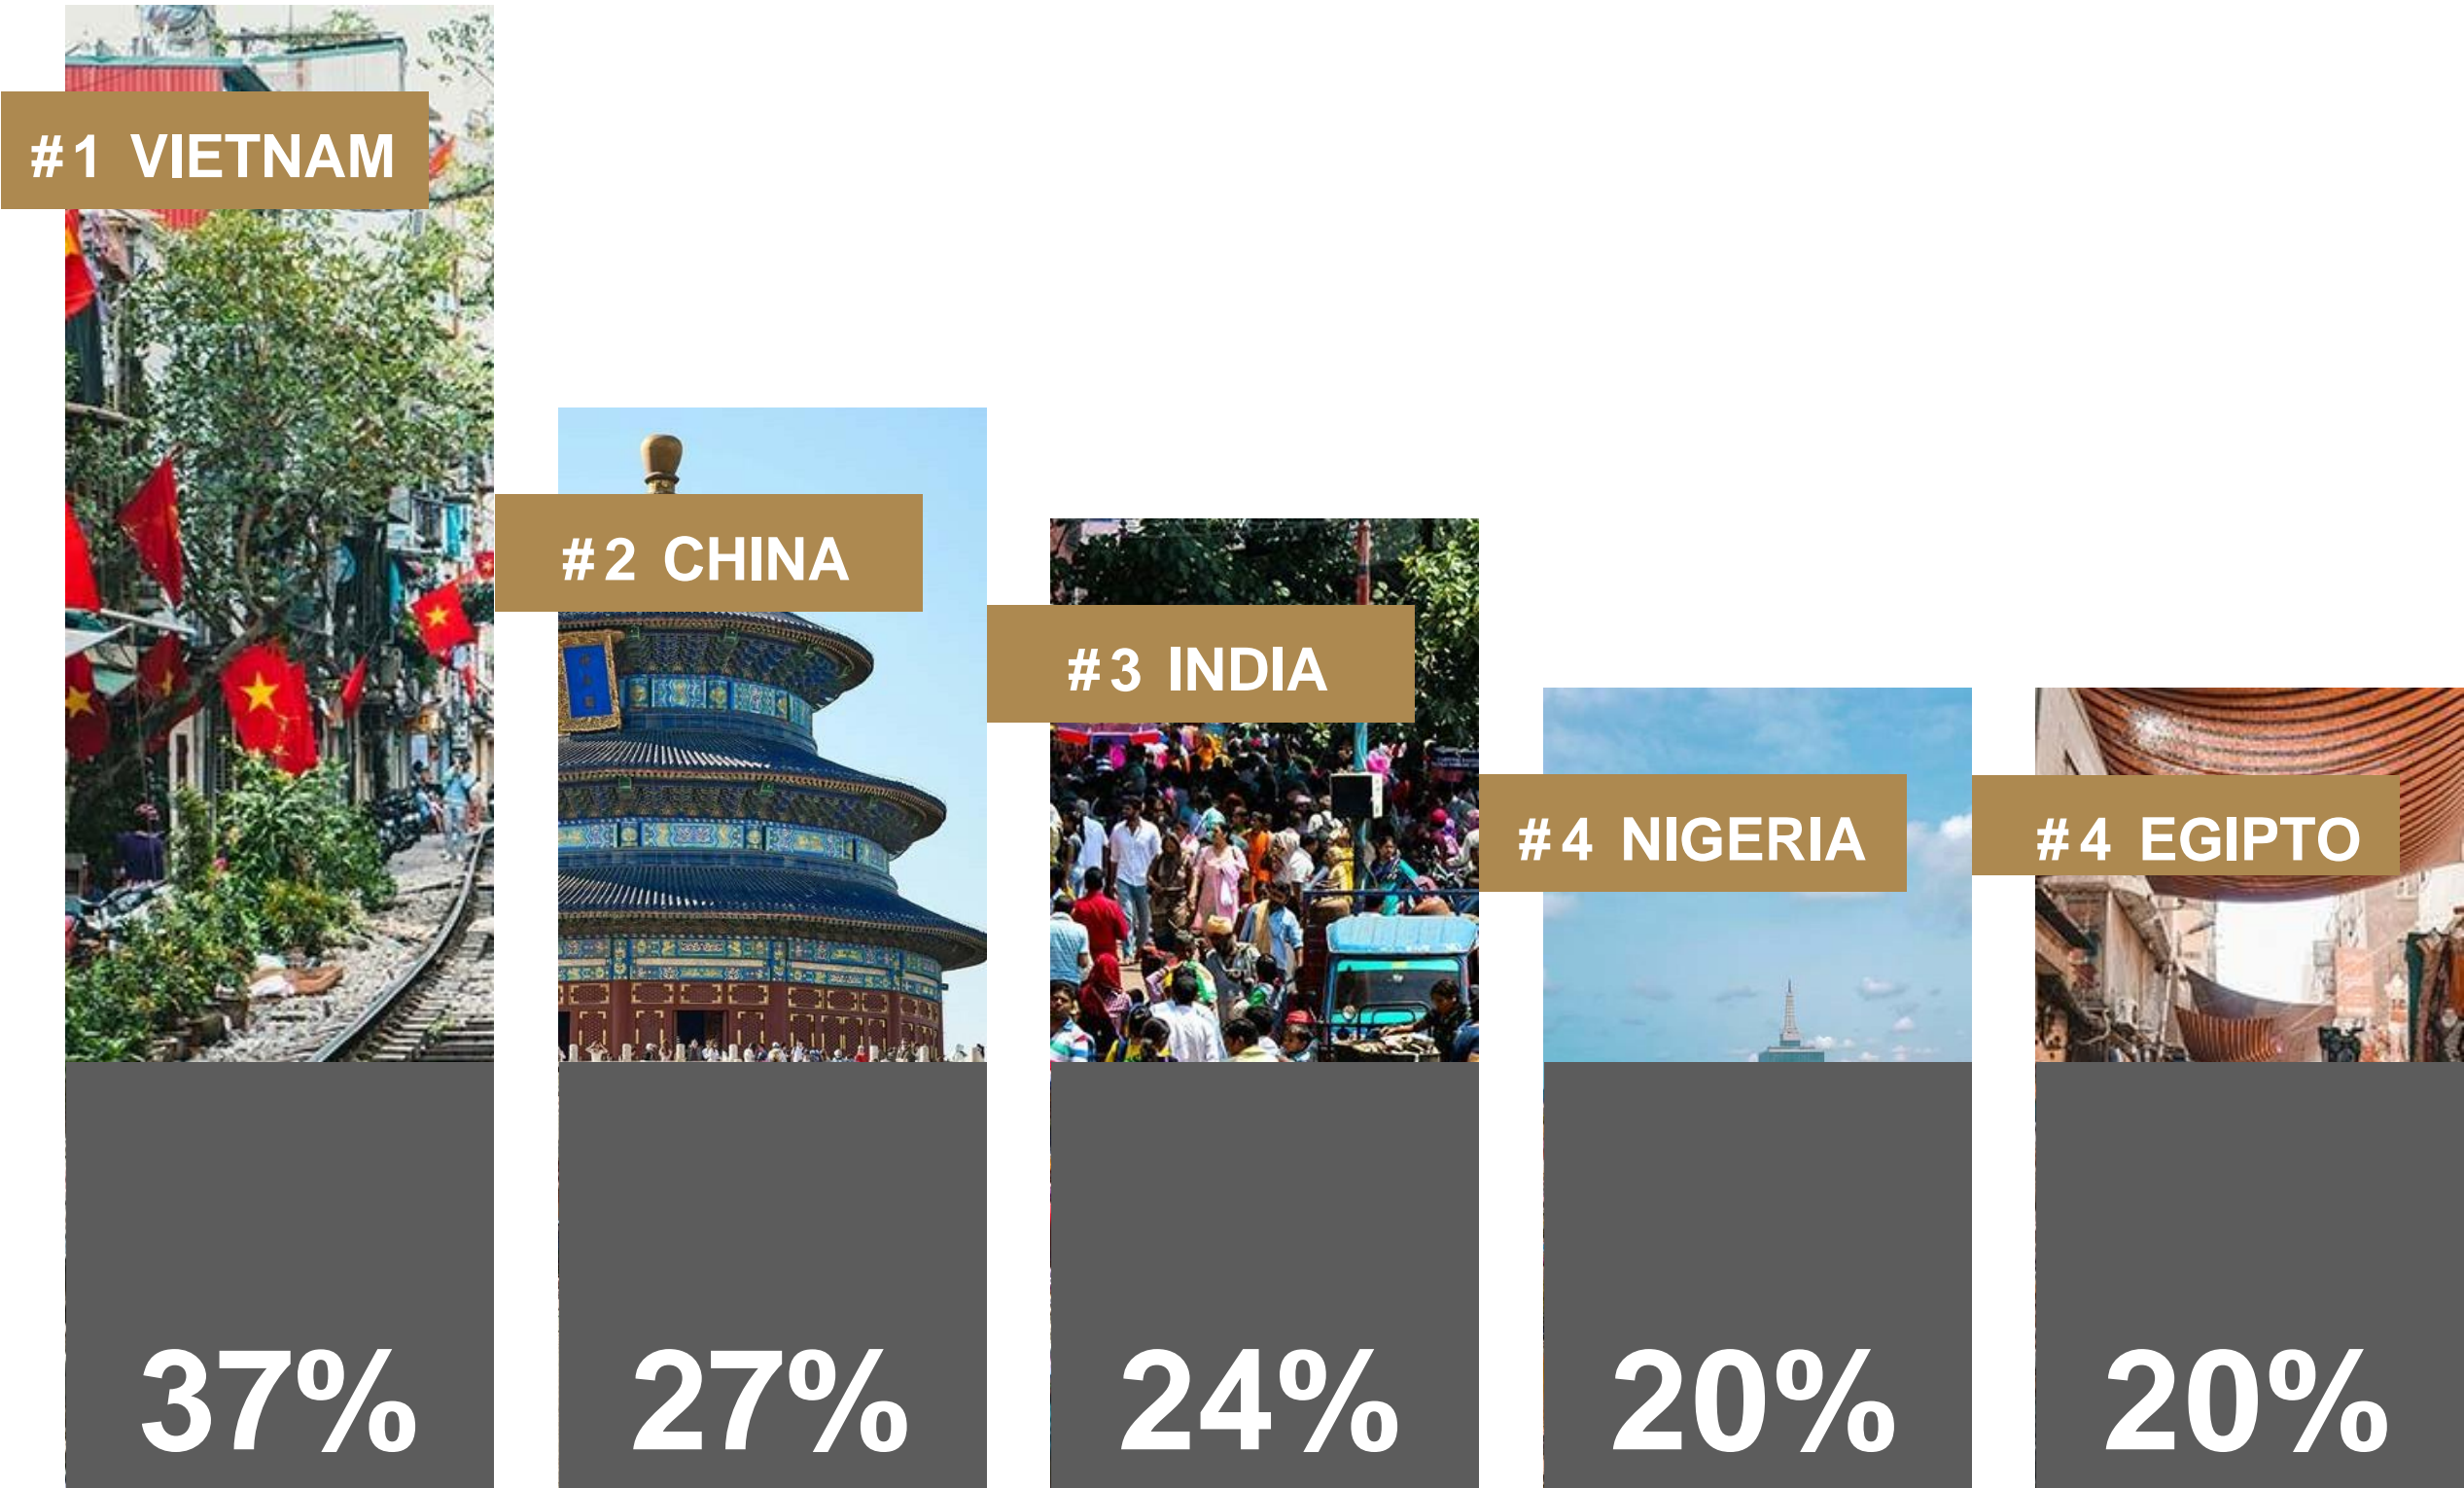 #1 VIETNAM
#2 CHINA
#3 INDIA
#4 NIGERIA
#4 EGIPTO
37%
27%
24%
20%
20%